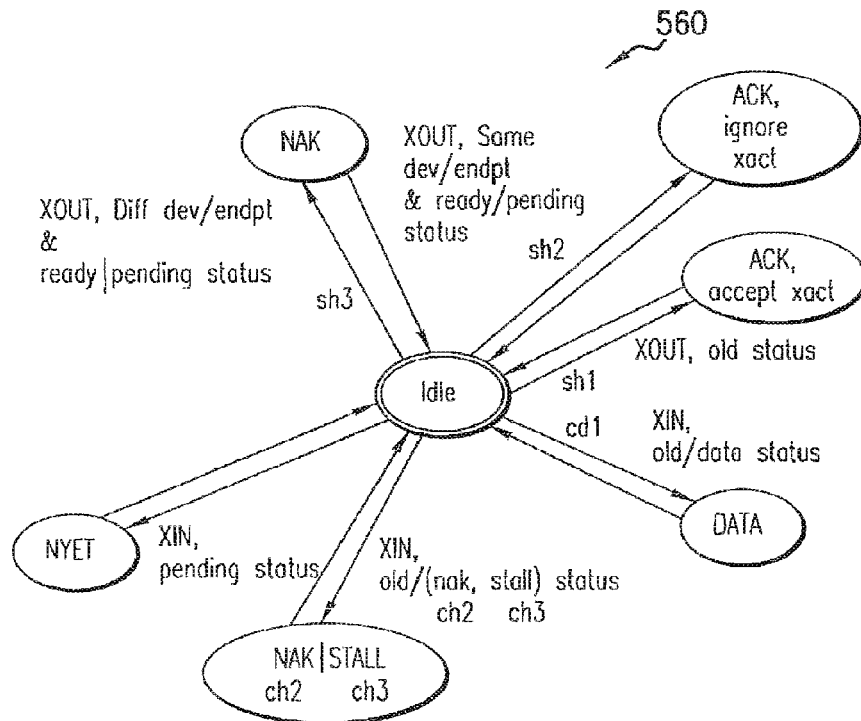 560
NAK
XOUT, Same
dev/endpt
& ready/pending
status
ACK,
ignore
xact
XOUT, Diff dev/endpt
&
ready|pending status
sh3
sh2
ACK,
accept xact
XOUT, old status
Idle
sh1
cd1
XIN,
old/data status
DATA
NYET
XIN,
pending status
XIN,
old/(nak, stall) status
ch2 ch3
NAK|STALL
ch2 ch3